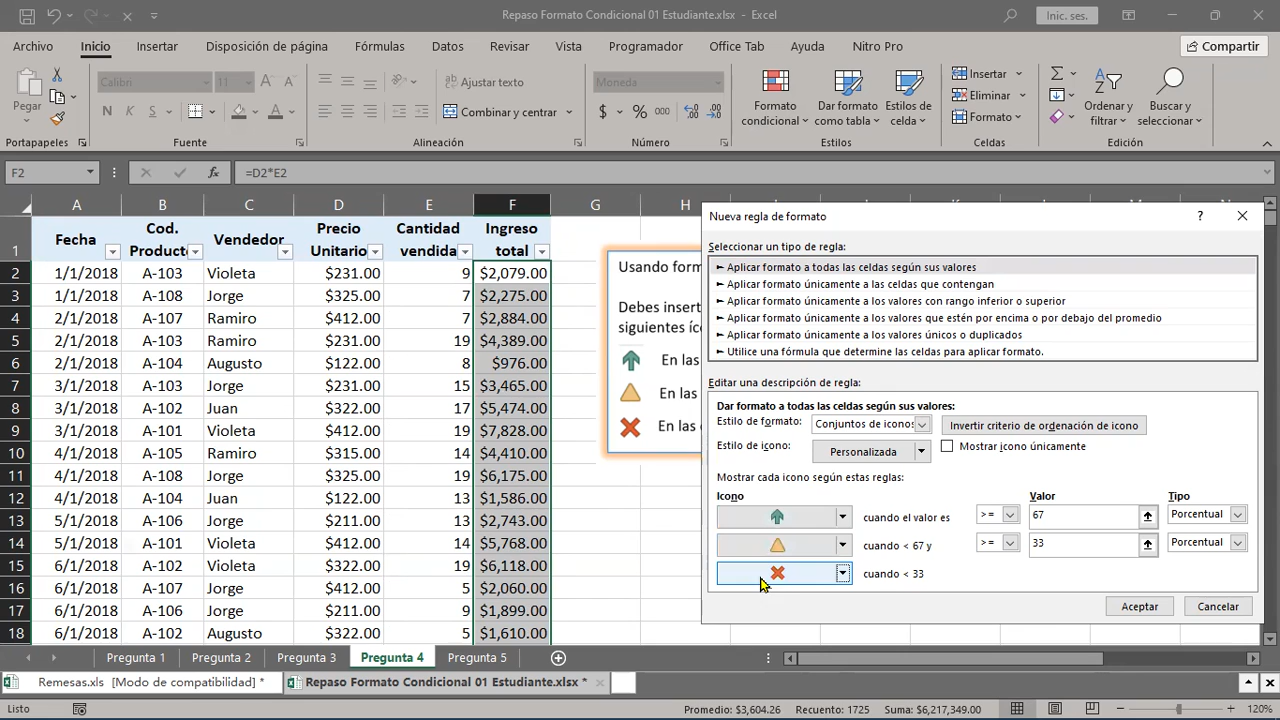 Repaso Formato Condicional 01 Estudiante.xlsx - Excel
Inic. ses.
Archivo Inicio Insertar Disposición de página Fórmulas Datos Revisar Vista Programador Office Tab Ayuda Nitro Pro Compartir
Pegar
Calibri 11
N K S
Ajustar texto
Combinar y centrar
Moneda
$ % 000
Formato condicional
Dar formato como tabla
Estilos de celda
Insertar
Eliminar
Formato
Ordenar y filtrar
Buscar y seleccionar
Portapapeles Fuente Alineación Número Estilos Celdas Edición
F2 fx =D2*E2
A B C D E F G H
1 Fecha Cod. Product Vendedor Precio Unitario Cantidad vendida Ingreso total
2 1/1/2018 A-103 Violeta $231.00 9 $2,079.00
3 1/1/2018 A-108 Jorge $325.00 7 $2,275.00
4 2/1/2018 A-107 Ramiro $412.00 7 $2,884.00
5 2/1/2018 A-103 Ramiro $231.00 19 $4,389.00
6 2/1/2018 A-104 Augusto $122.00 8 $976.00
7 3/1/2018 A-103 Jorge $231.00 15 $3,465.00
8 3/1/2018 A-102 Juan $322.00 17 $5,474.00
9 3/1/2018 A-101 Violeta $412.00 19 $7,828.00
10 4/1/2018 A-105 Ramiro $315.00 14 $4,410.00
11 4/1/2018 A-108 Jorge $325.00 19 $6,175.00
12 4/1/2018 A-104 Juan $122.00 13 $1,586.00
13 5/1/2018 A-106 Jorge $211.00 13 $2,743.00
14 5/1/2018 A-101 Violeta $412.00 14 $5,768.00
15 6/1/2018 A-102 Violeta $322.00 19 $6,118.00
16 6/1/2018 A-107 Jorge $412.00 5 $2,060.00
17 6/1/2018 A-106 Jorge $211.00 9 $1,899.00
18 6/1/2018 A-102 Augusto $322.00 5 $1,610.00
Usando form
Debes insert
siguientes íc
En las
En las
En las
Nueva regla de formato
?
Seleccionar un tipo de regla:
► Aplicar formato a todas las celdas según sus valores
► Aplicar formato únicamente a las celdas que contengan
► Aplicar formato únicamente a los valores con rango inferior o superior
► Aplicar formato únicamente a los valores que estén por encima o por debajo del promedio
► Aplicar formato únicamente a los valores únicos o duplicados
► Utilice una fórmula que determine las celdas para aplicar formato.
Editar una descripción de regla:
Dar formato a todas las celdas según sus valores:
Estilo de formato: Conjuntos de iconos Invertir criterio de ordenación de icono
Estilo de icono: Personalizada Mostrar icono únicamente
Mostrar cada icono según estas reglas:
Icono Valor Tipo
cuando el valor es >= 67 Porcentual
cuando < 67 y >= 33 Porcentual
cuando < 33
Aceptar Cancelar
Pregunta 1 Pregunta 2 Pregunta 3 Pregunta 4 Pregunta 5
Remesas.xls [Modo de compatibilidad] * Repaso Formato Condicional 01 Estudiante.xlsx *
Listo Promedio: $3,604.26 Recuento: 1725 Suma: $6,217,349.00 120%